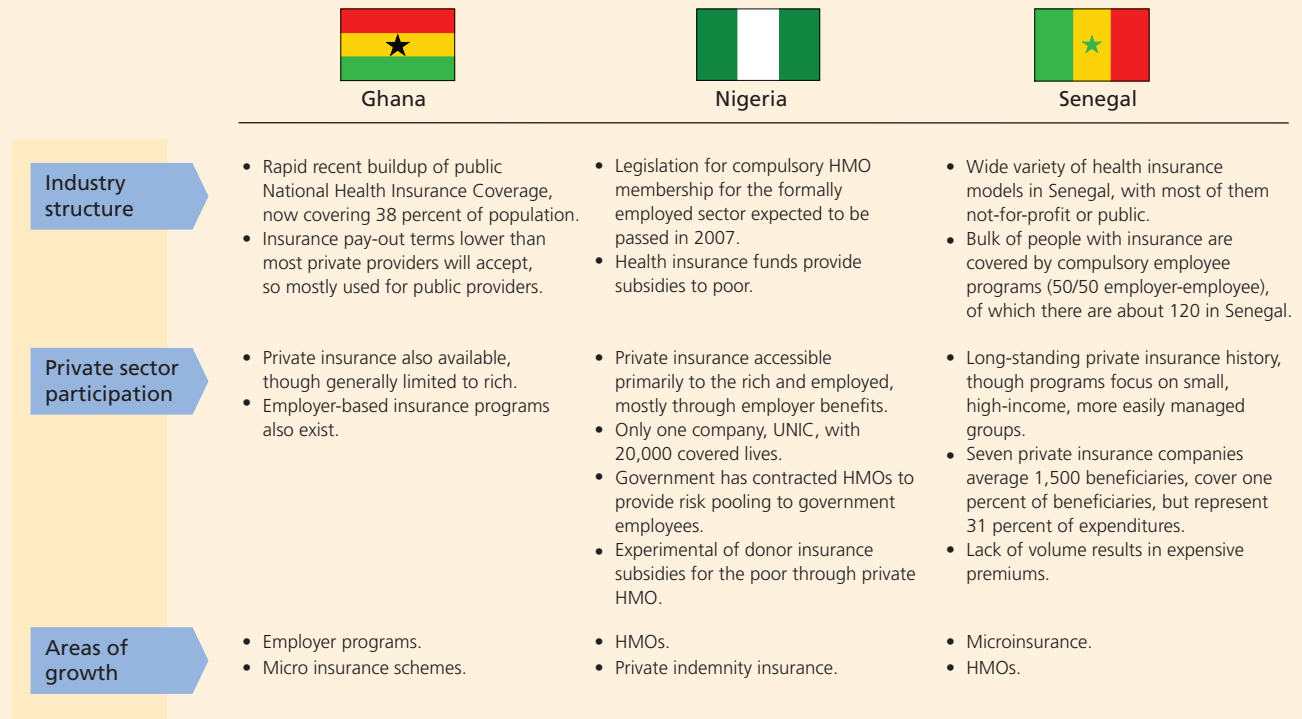 Ghana
Nigeria
Senegal
Industry
structure
• Rapid recent buildup of public
National Health Insurance Coverage,
now covering 38 percent of population.
• Insurance pay-out terms lower than
most private providers will accept,
so mostly used for public providers.
• Legislation for compulsory HMO
membership for the formally
employed sector expected to be
passed in 2007.
• Health insurance funds provide
subsidies to poor.
• Wide variety of health insurance
models in Senegal, with most of them
not-for-profit or public.
• Bulk of people with insurance are
covered by compulsory employee
programs (50/50 employer-employee),
of which there are about 120 in Senegal.
Private sector
participation
• Private insurance also available,
though generally limited to rich.
• Employer-based insurance programs
also exist.
• Private insurance accessible
primarily to the rich and employed,
mostly through employer benefits.
• Only one company, UNIC, with
20,000 covered lives.
• Government has contracted HMOs to
provide risk pooling to government
employees.
• Experimental of donor insurance
subsidies for the poor through private
HMO.
• Long-standing private insurance history,
though programs focus on small,
high-income, more easily managed
groups.
• Seven private insurance companies
average 1,500 beneficiaries, cover one
percent of beneficiaries, but represent
31 percent of expenditures.
• Lack of volume results in expensive
premiums.
Areas of
growth
• Employer programs.
• Micro insurance schemes.
• HMOs.
• Private indemnity insurance.
• Microinsurance.
• HMOs.